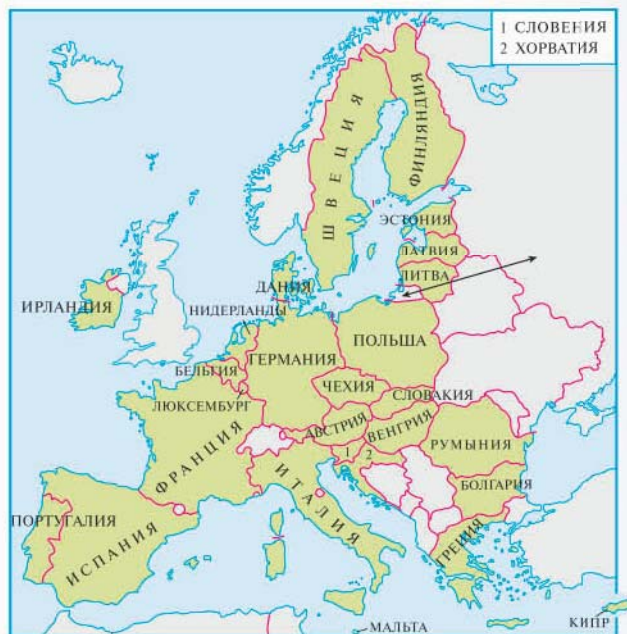 1 СЛОВЕНИЯ
2 ХОРВАТИЯ
ШВЕЦИЯ
ФИНЛЯНДИЯ
ЭСТОНИЯ
ЛАТВИЯ
ЛИТВА
ДАНИЯ
ИРЛАНДИЯ
НИДЕРЛАНДЫ
ПОЛЬША
ГЕРМАНИЯ
БЕЛЬГИЯ
ЧЕХИЯ
СЛОВАКИЯ
ЛЮКСЕМБУРГ
АВСТРИЯ
ВЕНГРИЯ
РУМЫНИЯ
ФРАНЦИЯ
1
2
ИТАЛИЯ
БОЛГАРИЯ
ПОРТУГАЛИЯ
ИСПАНИЯ
ГРЕЦИЯ
МАЛЬТА
КИПР